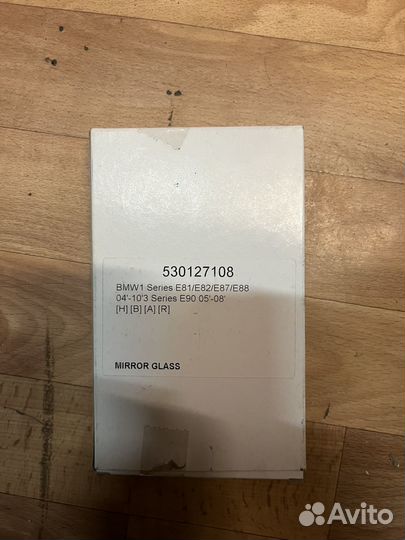 530127108
BMW1 Series E81/E82/E87/E88
04'-10'3 Series E90 05'-08'
[H] [B] [A] [R]
MIRROR GLASS
Avito